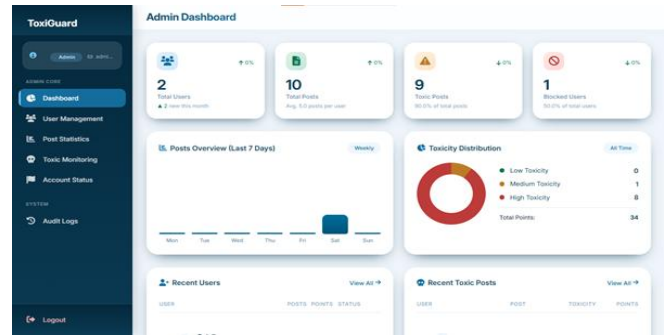 ToxiGuard
Admin Dashboard
Admin
ADMIN CORE
Dashboard
User Management
Post Statistics
Toxic Monitoring
Account Status
SYSTEM
Audit Logs
Logout
0%
2
Total Users
2 new this month
0%
10
Total Posts
Avg. 5.0 posts per user
0%
9
Toxic Posts
90.0% of total posts
0%
1
Blocked Users
50.0% of total users
Posts Overview (Last 7 Days)
Weekly
Mon Tue Wed Thu Fri Sat Sun
Toxicity Distribution
All Time
Low Toxicity 0
Medium Toxicity 1
High Toxicity 8
Total Points: 34
Recent Users
View All
USER POSTS POINTS STATUS
Recent Toxic Posts
View All
USER POST TOXICITY POINTS